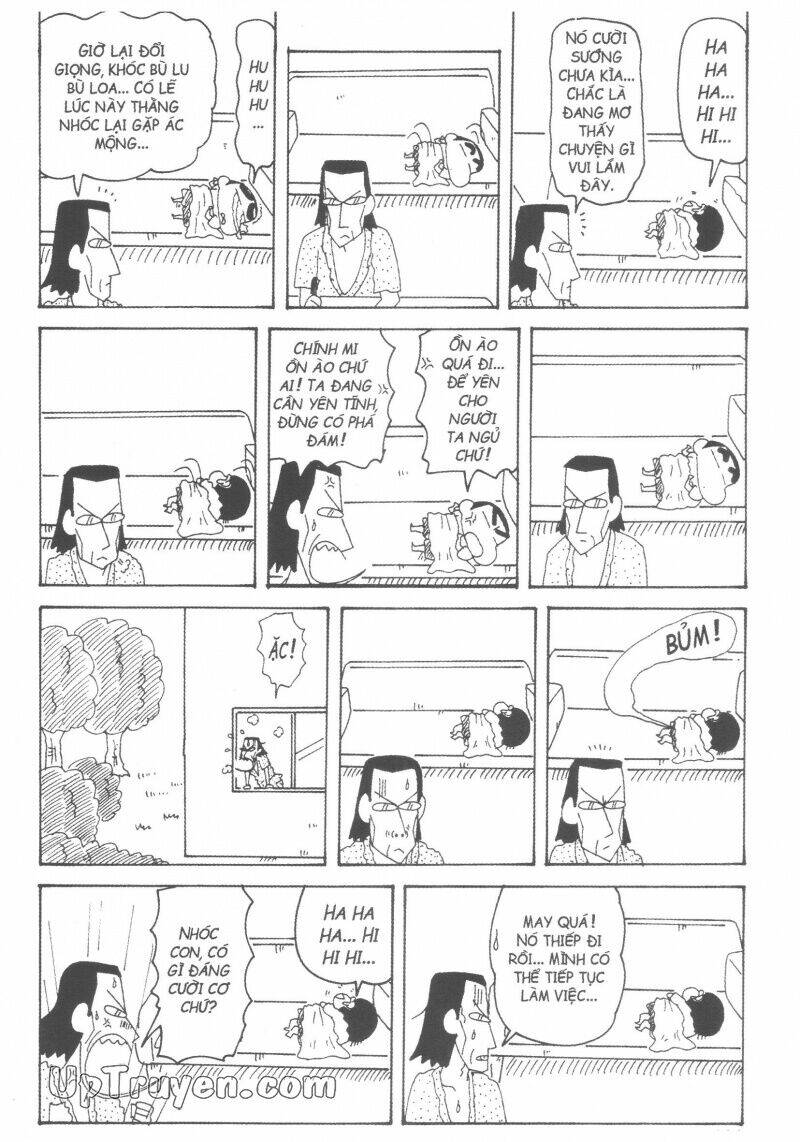 HA
HA
HA...
HI HI
HI...
NÓ CƯỜI
SƯỚNG
CHƯA KÌA...
CHẮC LÀ
ĐANG MƠ
THẤY
CHUYỆN GÌ
VUI LẮM
ĐÂY.
HU
HU
HU
...
GIỜ LẠI ĐỔI
GIỌNG, KHÓC BÙ LU
BÙ LOA... CÓ LẼ
LÚC NÀY THẰNG
NHÓC LẠI GẶP ÁC
MỘNG...
ỒN ÀO
QUÁ ĐI...
ĐỂ YÊN
CHO
NGƯỜI
TA NGỦ
CHỨ!
CHÍNH MI
ỒN ÀO CHỨ
AI! TA ĐANG
CẦN YÊN TĨNH,
ĐỪNG CÓ PHÁ
ĐÁM!
BỦM!
ẶC!
MAY QUÁ!
NÓ THIẾP ĐI
RỒI... MÌNH CÓ
THỂ TIẾP TỤC
LÀM VIỆC...
HA HA
HA... HI
HI HI...
NHÓC
CON, CÓ
GÌ ĐÁNG
CƯỜI CƠ
CHỨ?
UpTruyen.com